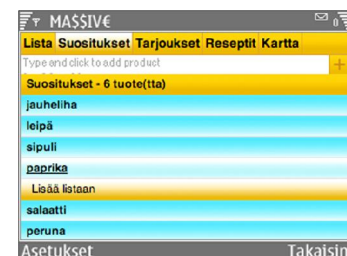 MA$$IV€
Lista Suositukset Tarjoukset Reseptit Kartta
Type and click to add product
Suositukset - 6 tuote(tta)
jauheliha
leipä
sipuli
paprika
Lisää listaan
salaatti
peruna
Asetukset Takaisin